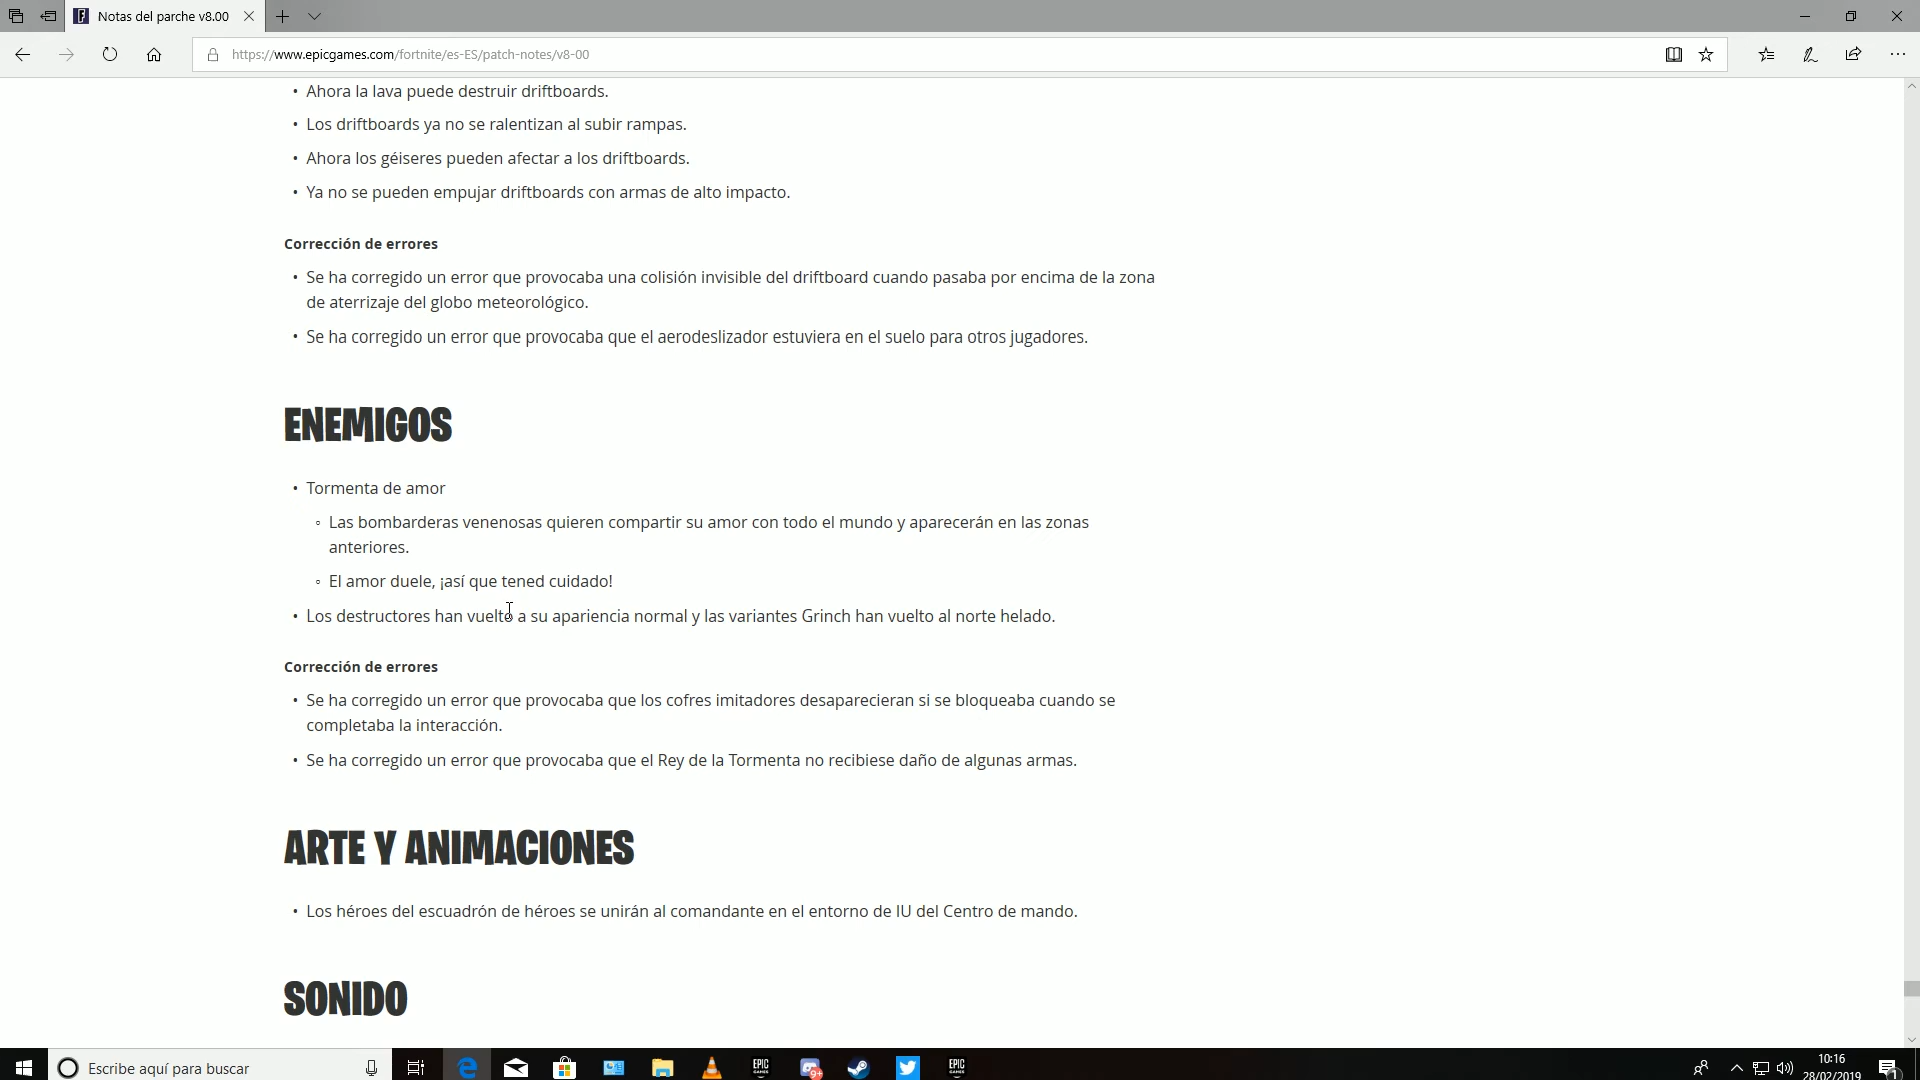 Notas del parche v8.00
https://www.epicgames.com/fortnite/es-ES/patch-notes/v8-00
• Ahora la lava puede destruir driftboards.
• Los driftboards ya no se ralentizan al subir rampas.
• Ahora los géiseres pueden afectar a los driftboards.
• Ya no se pueden empujar driftboards con armas de alto impacto.
Corrección de errores
• Se ha corregido un error que provocaba una colisión invisible del driftboard cuando pasaba por encima de la zona
de aterrizaje del globo meteorológico.
• Se ha corregido un error que provocaba que el aerodeslizador estuviera en el suelo para otros jugadores.
ENEMIGOS
• Tormenta de amor
◦ Las bombarderas venenosas quieren compartir su amor con todo el mundo y aparecerán en las zonas
anteriores.
◦ El amor duele, ¡así que tened cuidado!
• Los destructores han vuelto a su apariencia normal y las variantes Grinch han vuelto al norte helado.
Corrección de errores
• Se ha corregido un error que provocaba que los cofres imitadores desaparecieran si se bloqueaba cuando se
completaba la interacción.
• Se ha corregido un error que provocaba que el Rey de la Tormenta no recibiese daño de algunas armas.
ARTE Y ANIMACIONES
• Los héroes del escuadrón de héroes se unirán al comandante en el entorno de IU del Centro de mando.
SONIDO
Escribe aquí para buscar
EPIC
GAMES
9+
EPIC
GAMES
10:16
28/02/2019
1